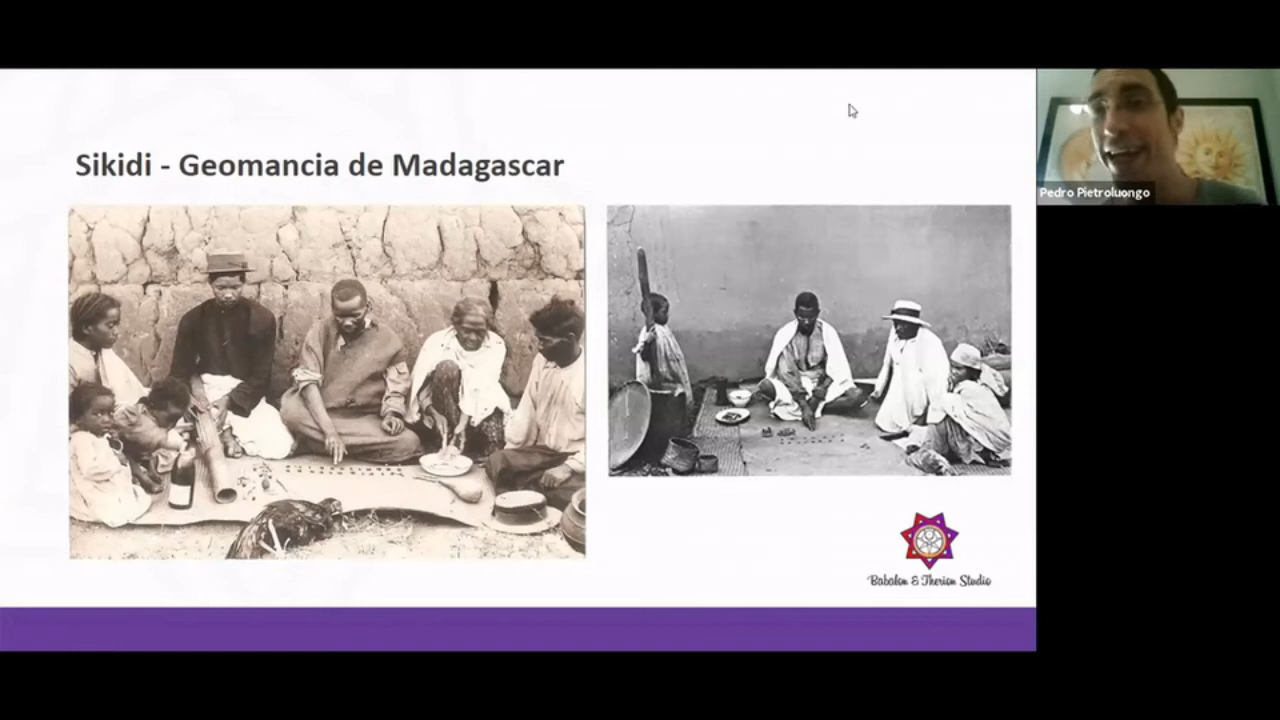 Sikidi - Geomancia de Madagascar
Pedro Pietroluongo
Babalon & Therion Studio